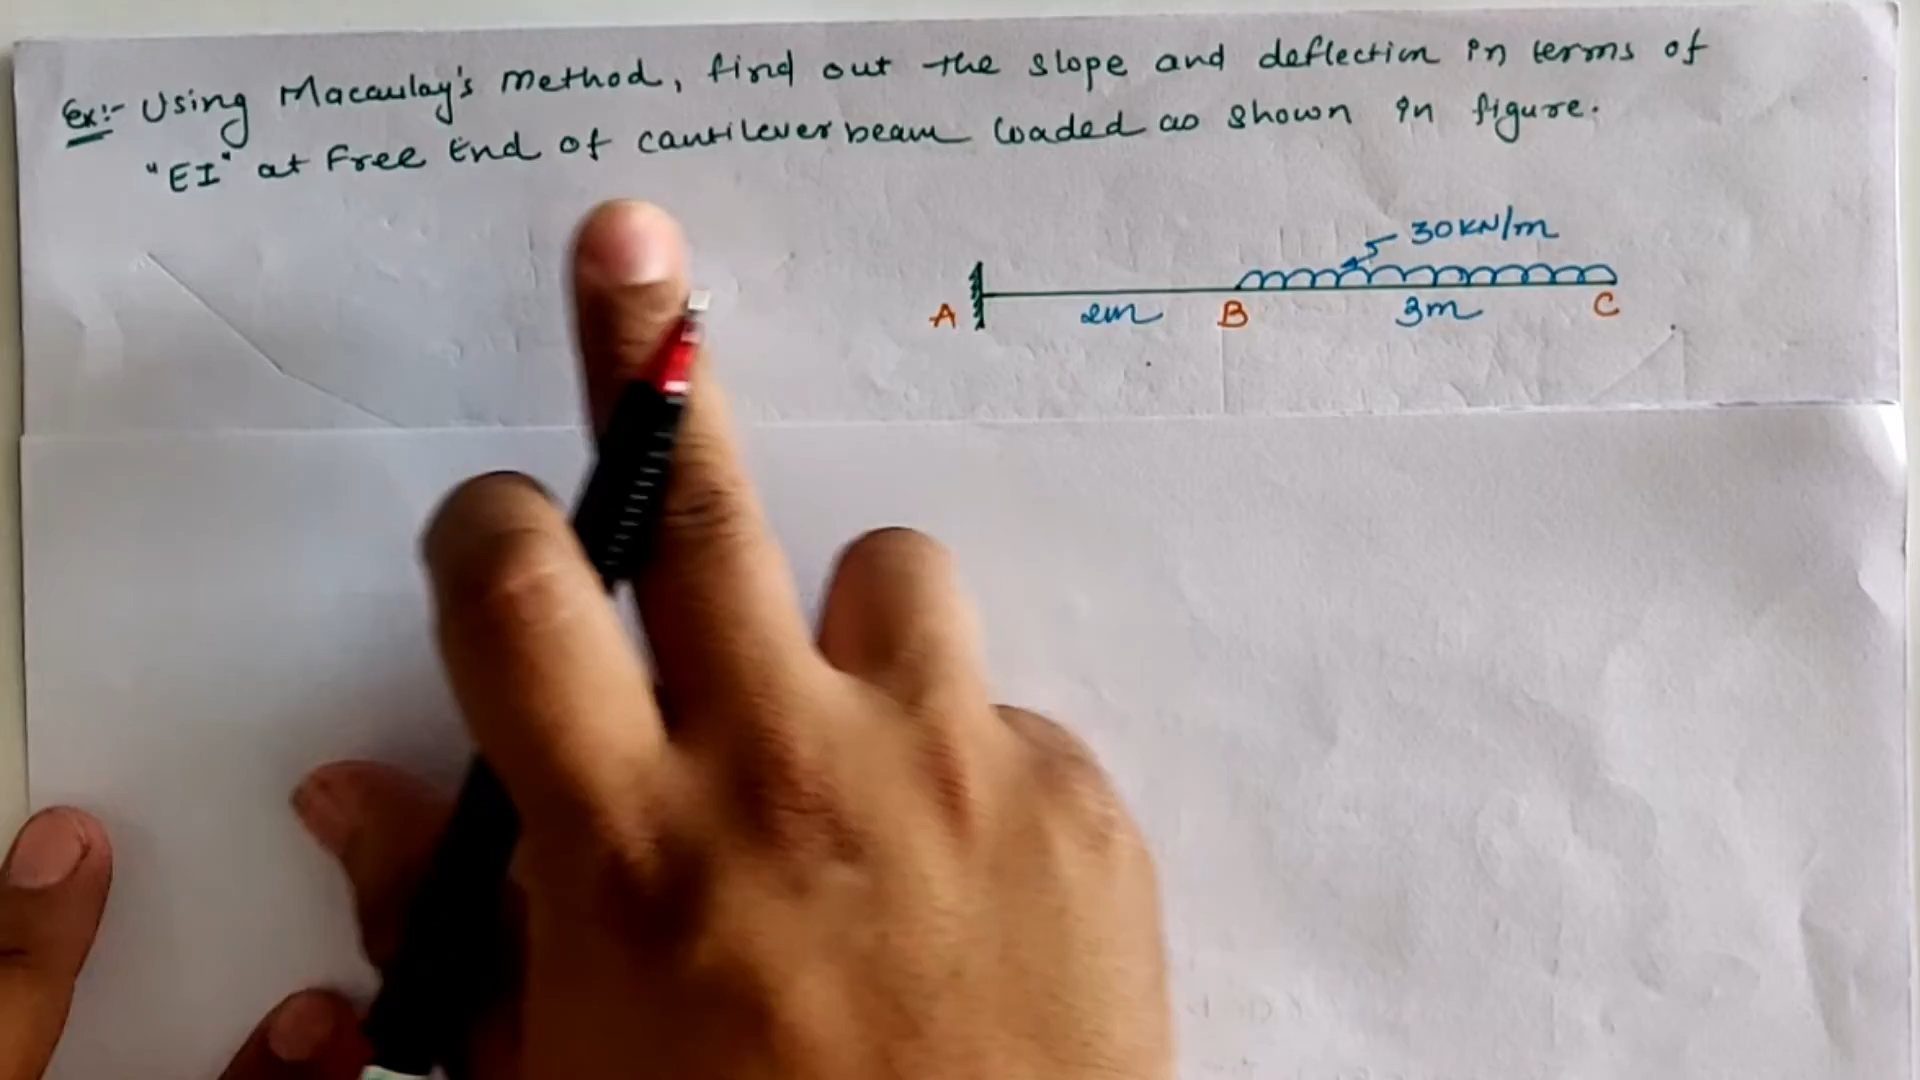 Ex:- Using Macaulay's Method, find out the slope and deflection in terms of
"EI" at Free End of cantilever beam loaded as shown in figure.
30KN/m
A 2m B 3m C